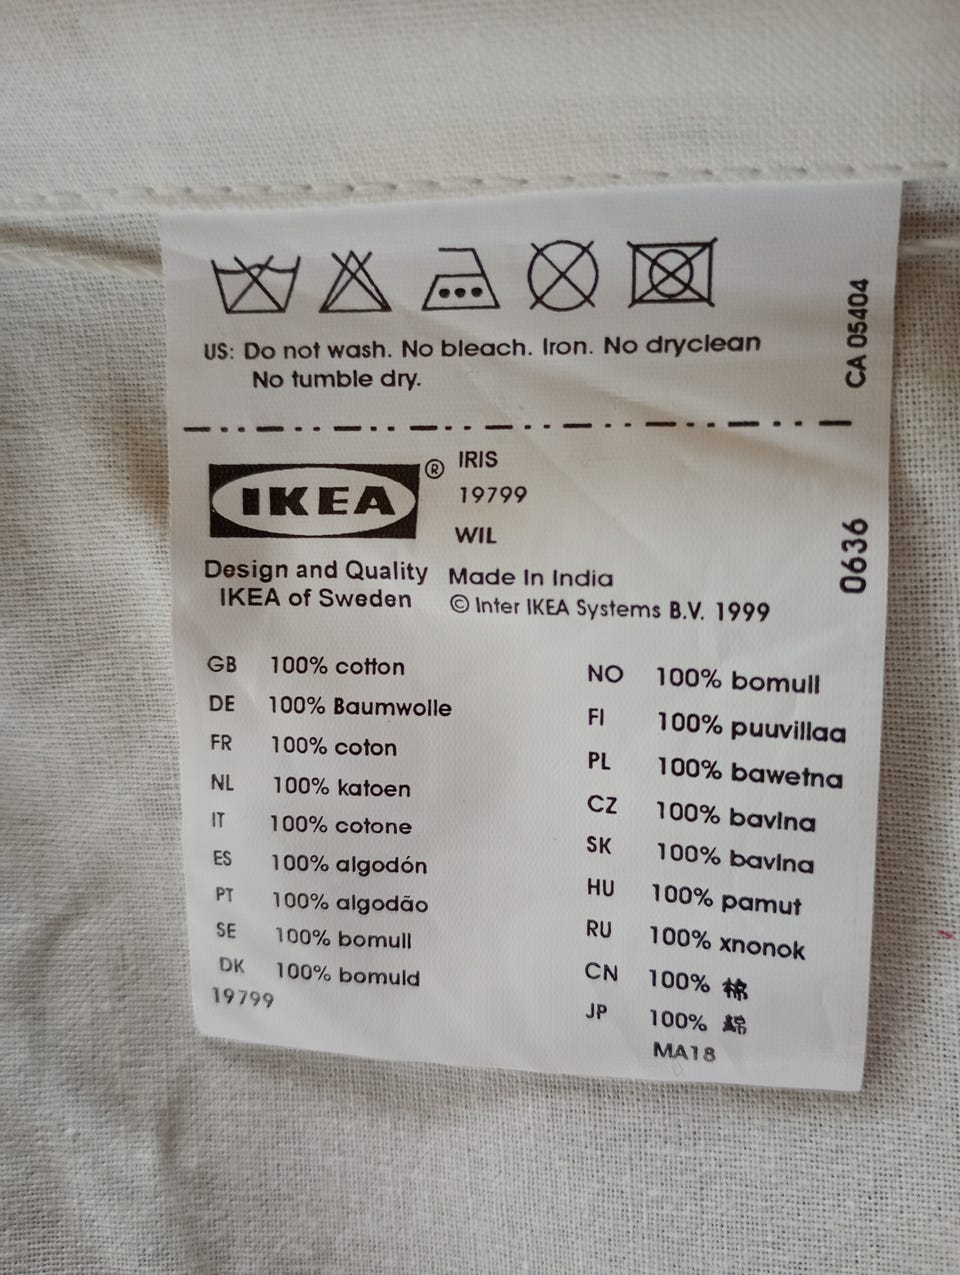 US: Do not wash. No bleach. Iron. No dryclean
No tumble dry.
CA 05404
IKEA ®
IRIS
19799
WIL
Design and Quality
IKEA of Sweden
Made In India
© Inter IKEA Systems B.V. 1999
0636
GB 100% cotton
DE 100% Baumwolle
FR 100% coton
NL 100% katoen
IT 100% cotone
ES 100% algodón
PT 100% algodão
SE 100% bomull
DK 100% bomuld
19799
NO 100% bomull
FI 100% puuvillaa
PL 100% bawetna
CZ 100% bavlna
SK 100% bavlna
HU 100% pamut
RU 100% xnonok
CN 100% 棉
JP 100% 綿
MA18